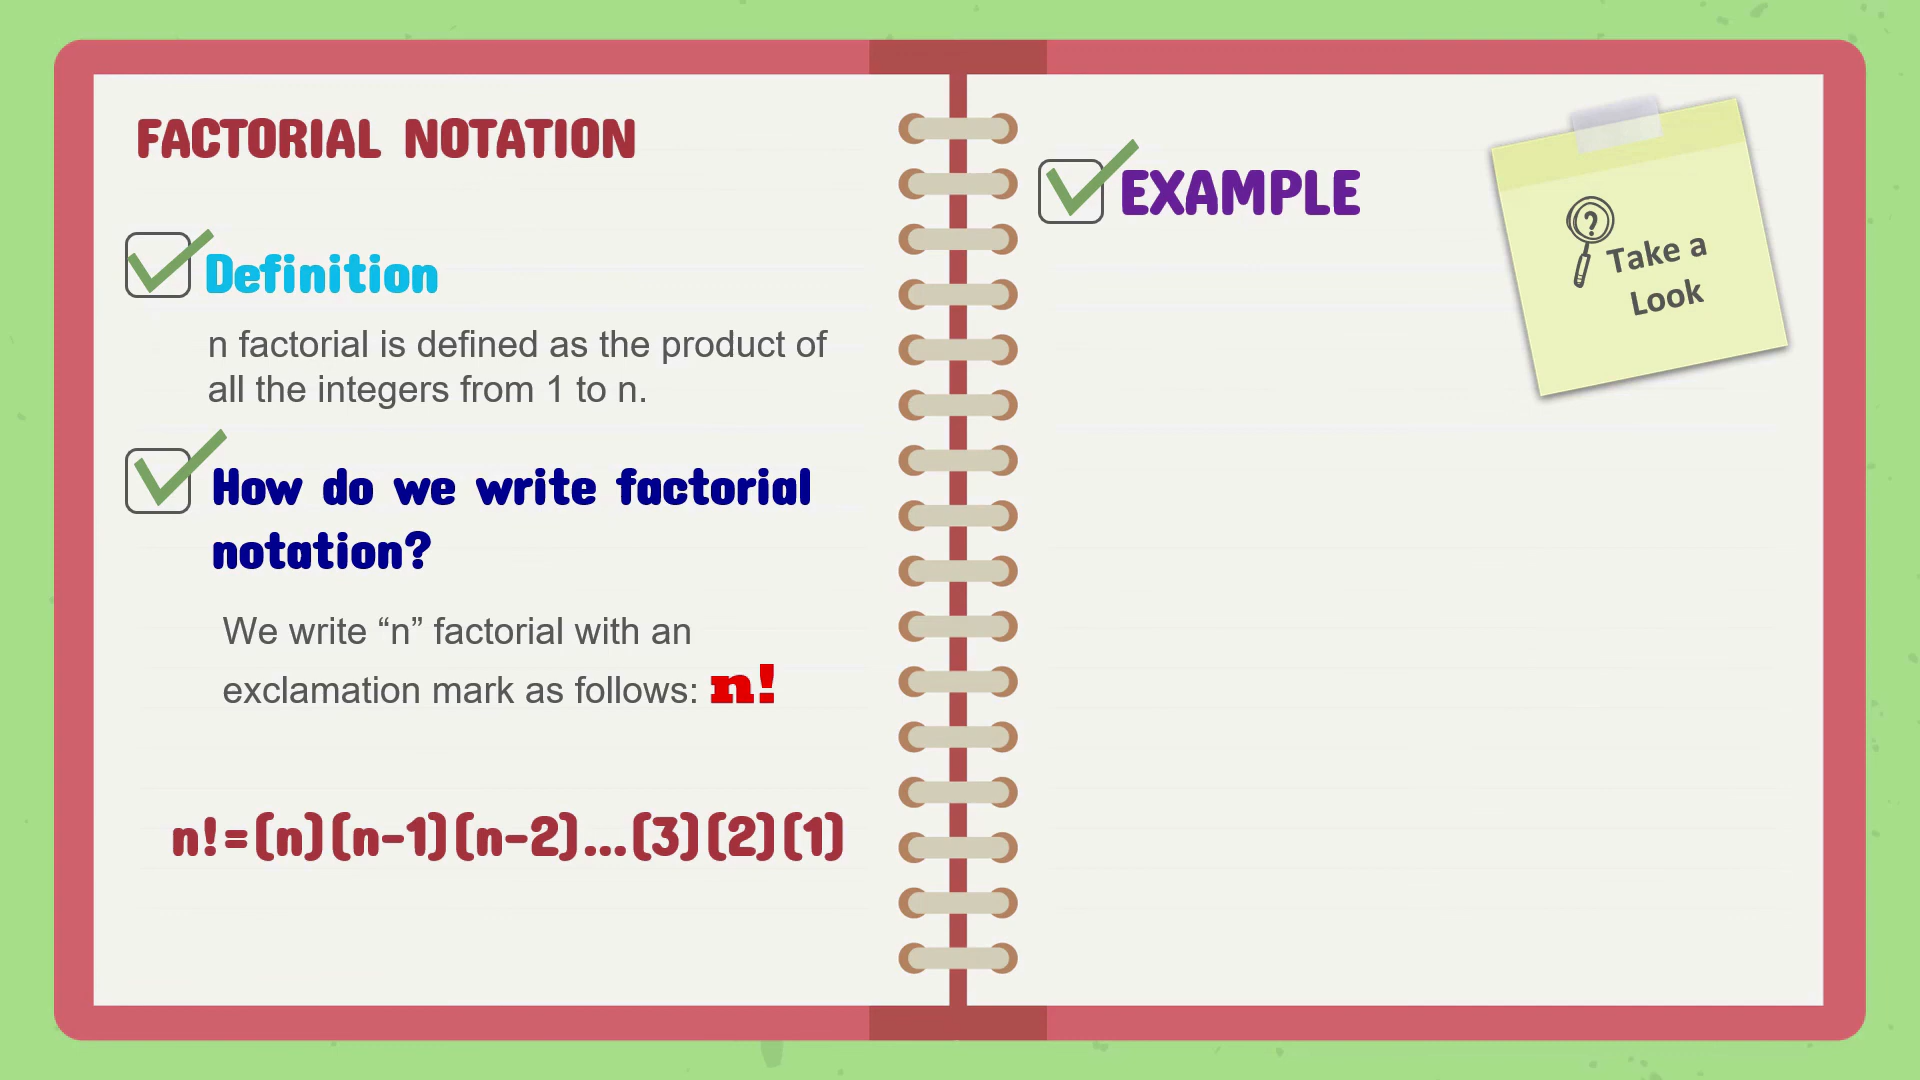 FACTORIAL NOTATION
Definition
n factorial is defined as the product of
all the integers from 1 to n.
How do we write factorial
notation?
We write “n” factorial with an
exclamation mark as follows: n!
n!=(n)(n-1)(n-2)...(3)(2)(1)
EXAMPLE
?
Take a
Look